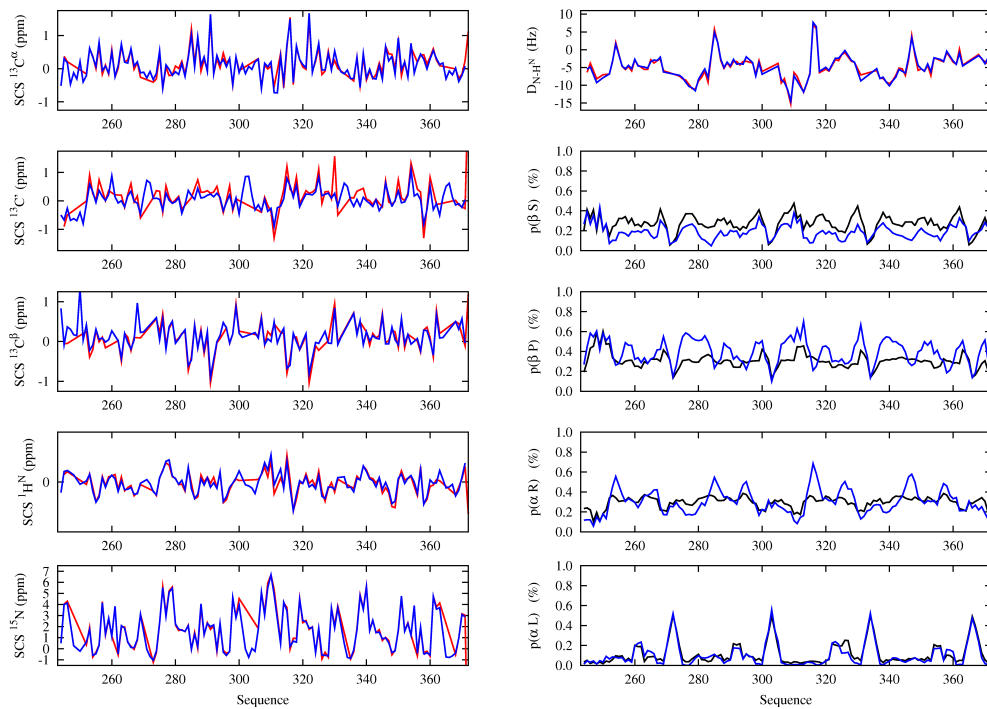 SCS ¹³Cᵅ (ppm)
1
0
-1
260 280 300 320 340 360
SCS ¹³C' (ppm)
1
0
-1
260 280 300 320 340 360
SCS ¹³Cᵝ (ppm)
1
0
-1
260 280 300 320 340 360
SCS ¹Hᴺ (ppm)
0
260 280 300 320 340 360
SCS ¹⁵N (ppm)
7
6
5
4
3
2
1
0
-1
260 280 300 320 340 360
Sequence
D_N-Hᴺ (Hz)
10
5
0
-5
-10
-15
260 280 300 320 340 360
p(β S) (%)
1.0
0.8
0.6
0.4
0.2
0.0
260 280 300 320 340 360
p(β P) (%)
1.0
0.8
0.6
0.4
0.2
0.0
260 280 300 320 340 360
p(α R) (%)
1.0
0.8
0.6
0.4
0.2
0.0
260 280 300 320 340 360
p(α L) (%)
1.0
0.8
0.6
0.4
0.2
0.0
260 280 300 320 340 360
Sequence